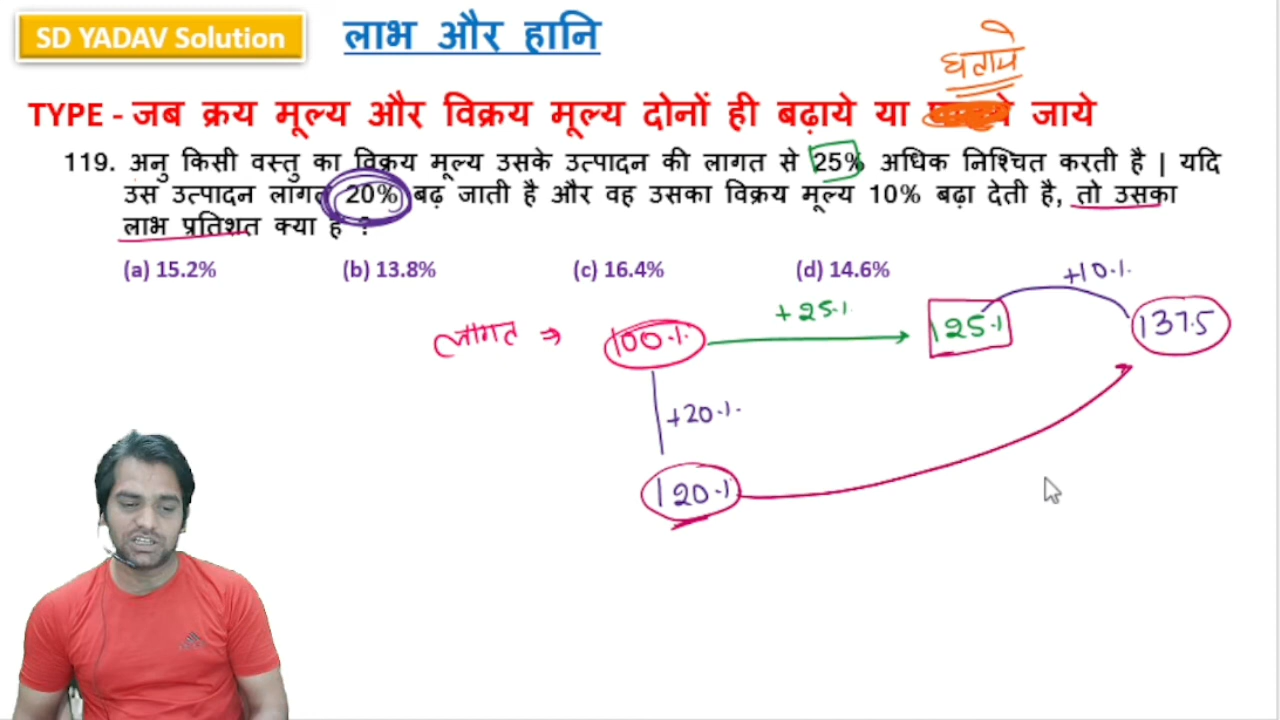 SD YADAV Solution
लाभ और हानि
घटाये
TYPE - जब क्रय मूल्य और विक्रय मूल्य दोनों ही बढ़ाये या जाये
119. अनु किसी वस्तु का विक्रय मूल्य उसके उत्पादन की लागत से 25% अधिक निश्चित करती है | यदि
उस उत्पादन लागत 20% बढ़ जाती है और वह उसका विक्रय मूल्य 10% बढ़ा देती है, तो उसका
लाभ प्रतिशत क्या है ?
(a) 15.2% (b) 13.8% (c) 16.4% (d) 14.6%
+10%
लागत ⇒ 100% +25% 125% 137.5
+20%
120%